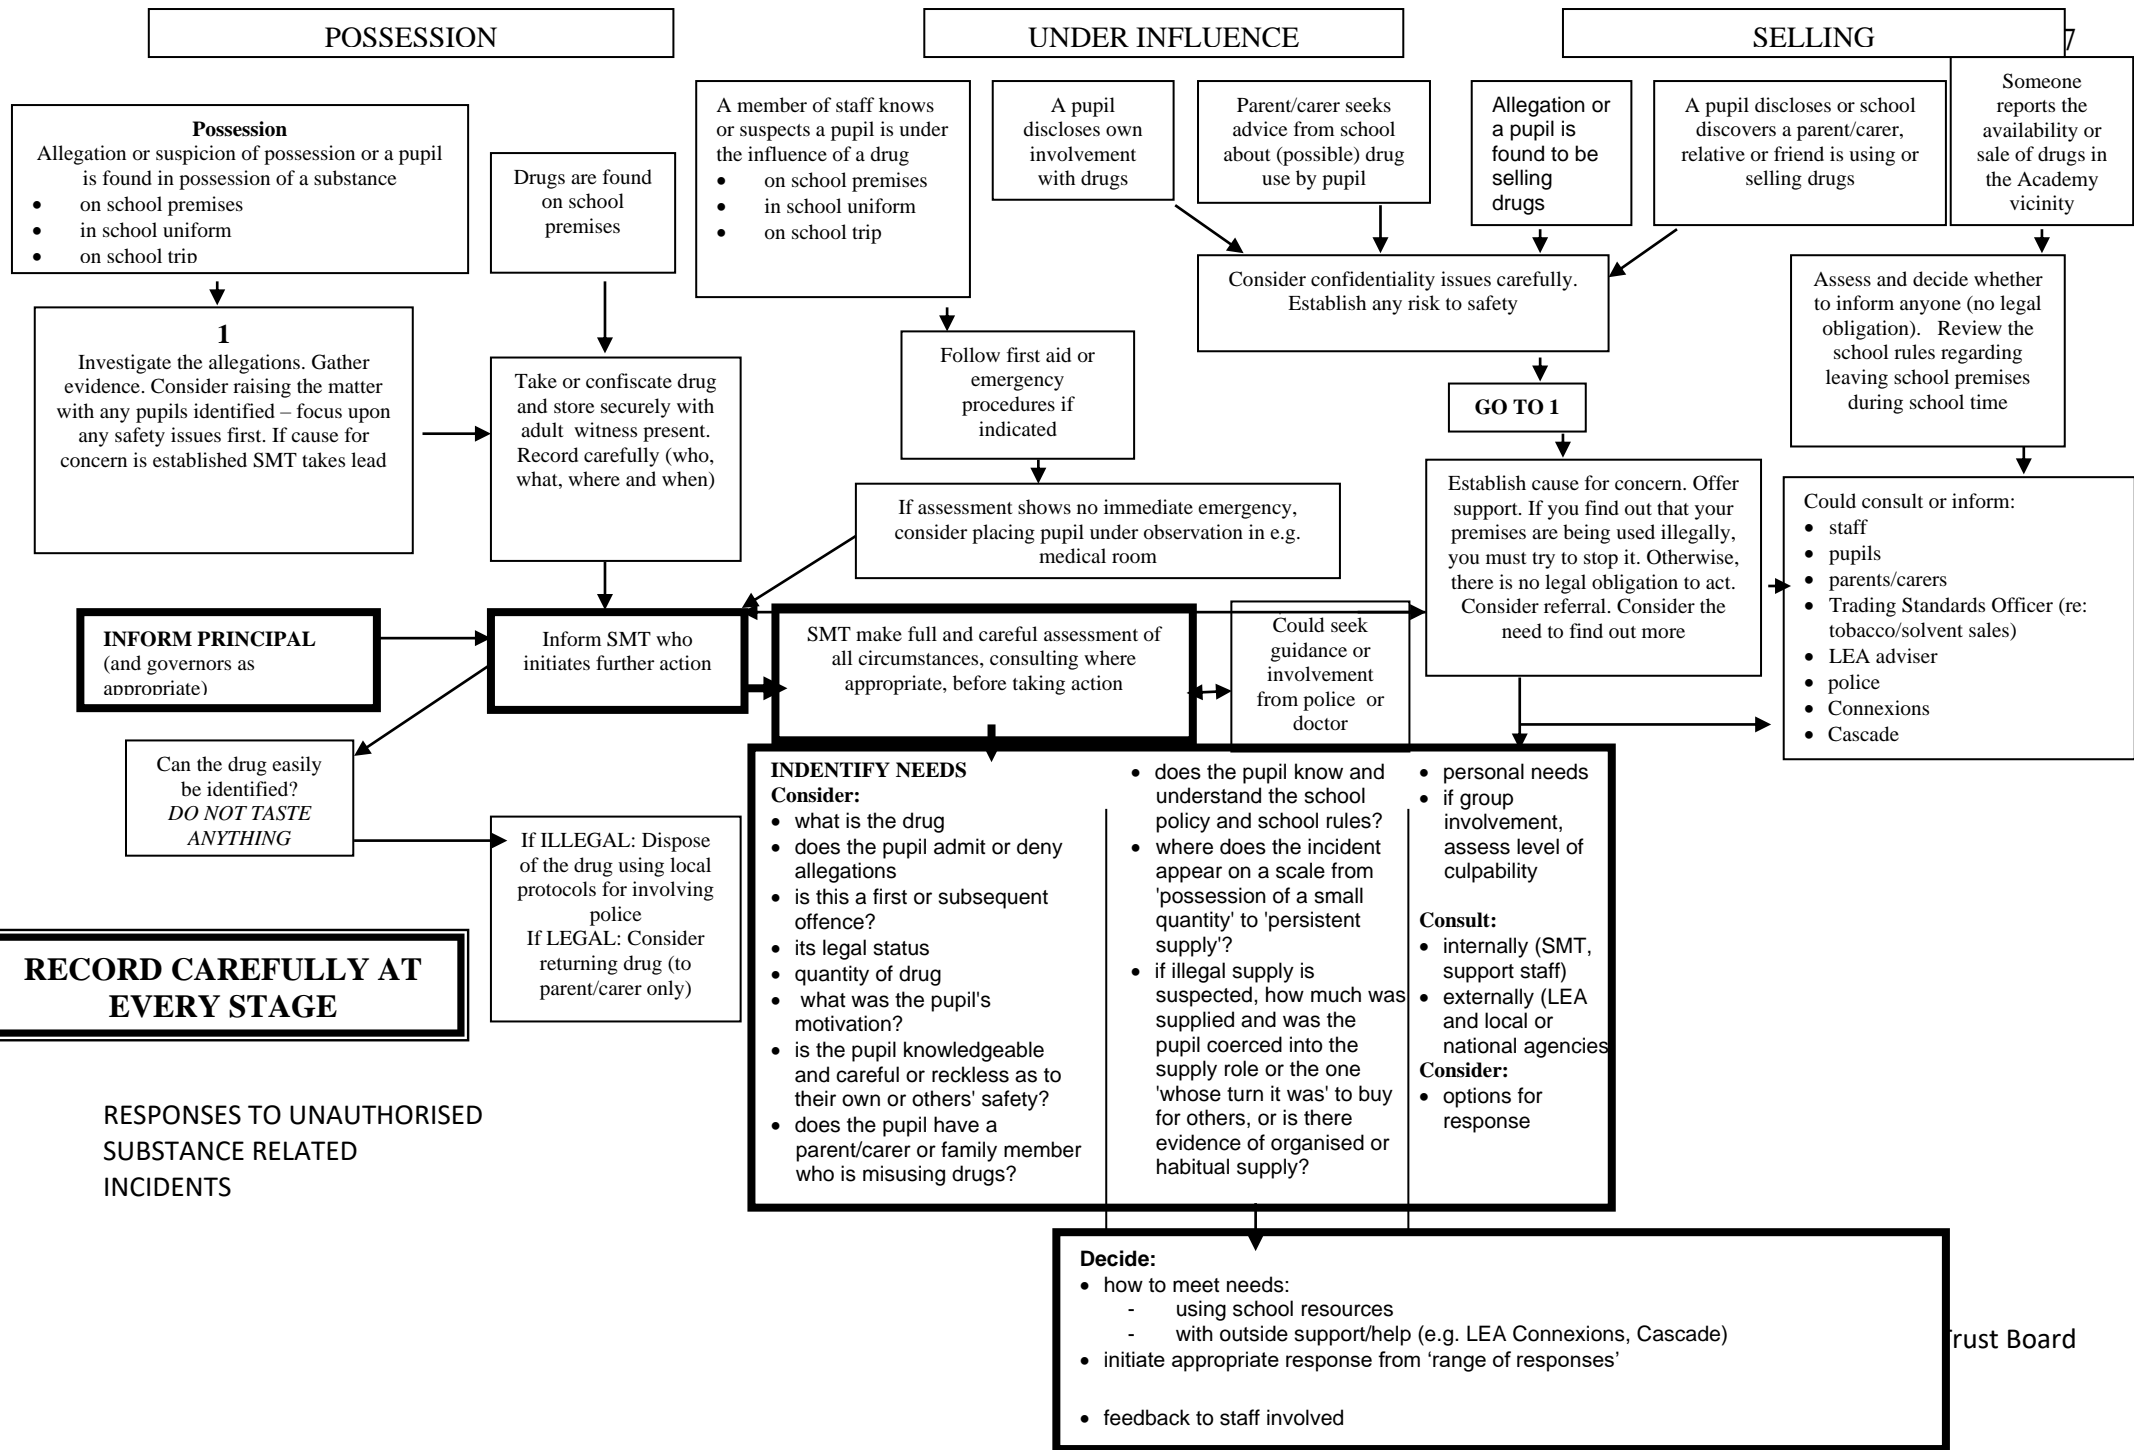 POSSESSION
UNDER INFLUENCE
SELLING
7
Possession
Allegation or suspicion of possession or a pupil
is found in possession of a substance
• on school premises
• in school uniform
• on school trip
Drugs are found
on school
premises
A member of staff knows
or suspects a pupil is under
the influence of a drug
• on school premises
• in school uniform
• on school trip
A pupil
discloses own
involvement
with drugs
Parent/carer seeks
advice from school
about (possible) drug
use by pupil
Allegation or
a pupil is
found to be
selling
drugs
A pupil discloses or school
discovers a parent/carer,
relative or friend is using or
selling drugs
Someone
reports the
availability or
sale of drugs in
the Academy
vicinity
1
Investigate the allegations. Gather
evidence. Consider raising the matter
with any pupils identified – focus upon
any safety issues first. If cause for
concern is established SMT takes lead
Take or confiscate drug
and store securely with
adult witness present.
Record carefully (who,
what, where and when)
Follow first aid or
emergency
procedures if
indicated
Consider confidentiality issues carefully.
Establish any risk to safety
GO TO 1
Assess and decide whether
to inform anyone (no legal
obligation). Review the
school rules regarding
leaving school premises
during school time
If assessment shows no immediate emergency,
consider placing pupil under observation in e.g.
medical room
Establish cause for concern. Offer
support. If you find out that your
premises are being used illegally,
you must try to stop it. Otherwise,
there is no legal obligation to act.
Consider referral. Consider the
need to find out more
Could consult or inform:
• staff
• pupils
• parents/carers
• Trading Standards Officer (re:
tobacco/solvent sales)
• LEA adviser
• police
• Connexions
• Cascade
INFORM PRINCIPAL
(and governors as
appropriate)
Inform SMT who
initiates further action
SMT make full and careful assessment of
all circumstances, consulting where
appropriate, before taking action
Could seek
guidance or
involvement
from police or
doctor
Can the drug easily
be identified?
DO NOT TASTE
ANYTHING
If ILLEGAL: Dispose
of the drug using local
protocols for involving
police
If LEGAL: Consider
returning drug (to
parent/carer only)
RECORD CAREFULLY AT
EVERY STAGE
INDENTIFY NEEDS
Consider:
• what is the drug
• does the pupil admit or deny
allegations
• is this a first or subsequent
offence?
• its legal status
• quantity of drug
• what was the pupil's
motivation?
• is the pupil knowledgeable
and careful or reckless as to
their own or others' safety?
• does the pupil have a
parent/carer or family member
who is misusing drugs?
• does the pupil know and
understand the school
policy and school rules?
• where does the incident
appear on a scale from
'possession of a small
quantity' to 'persistent
supply'?
• if illegal supply is
suspected, how much was
supplied and was the
pupil coerced into the
supply role or the one
'whose turn it was' to buy
for others, or is there
evidence of organised or
habitual supply?
• personal needs
• if group
involvement,
assess level of
culpability
Consult:
• internally (SMT,
support staff)
• externally (LEA
and local or
national agencies
Consider:
• options for
response
RESPONSES TO UNAUTHORISED
SUBSTANCE RELATED
INCIDENTS
Decide:
• how to meet needs:
- using school resources
- with outside support/help (e.g. LEA Connexions, Cascade)
• initiate appropriate response from ‘range of responses’
• feedback to staff involved
Trust Board